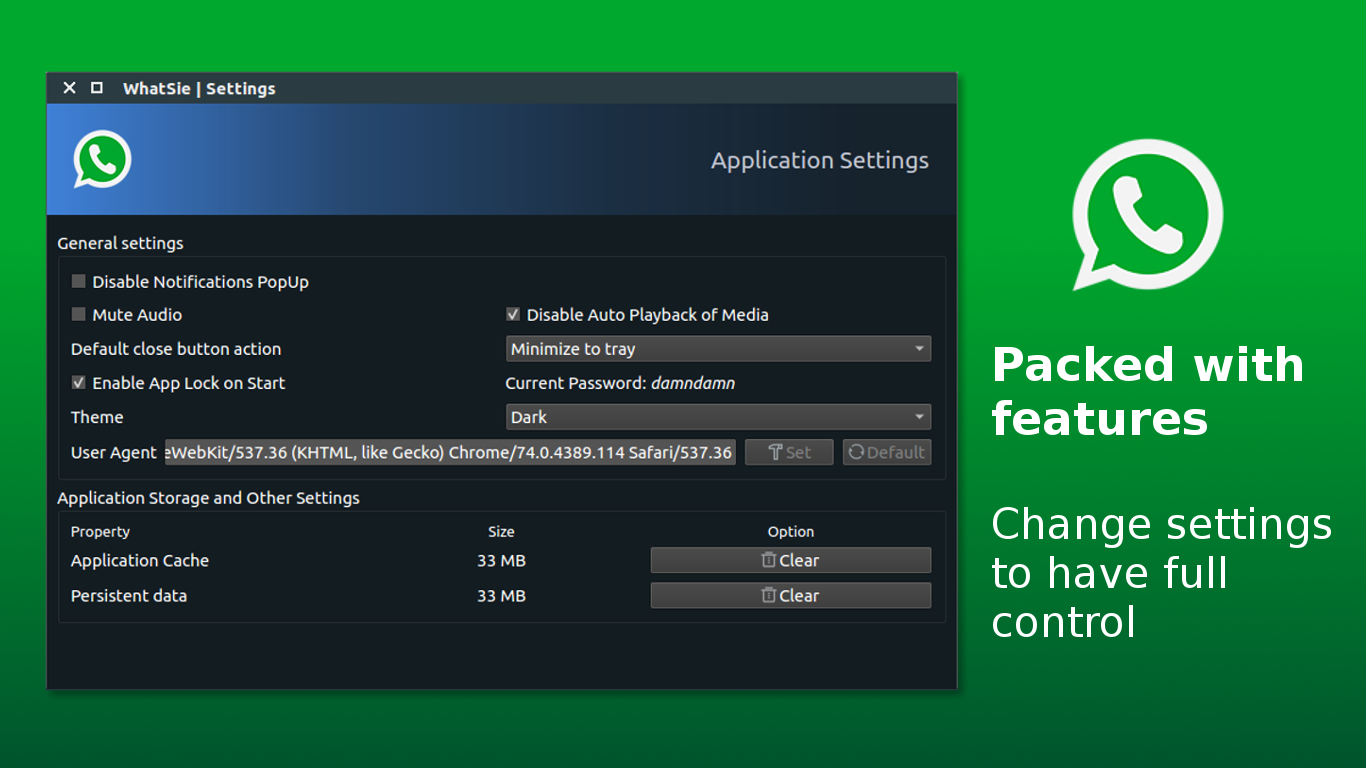 WhatSie | Settings
Application Settings
General settings
Disable Notifications PopUp
Mute Audio
Disable Auto Playback of Media
Default close button action
Minimize to tray
Enable App Lock on Start
Current Password: damndamn
Theme
Dark
User Agent
eWebKit/537.36 (KHTML, like Gecko) Chrome/74.0.4389.114 Safari/537.36
Set
Default
Application Storage and Other Settings
Property Size Option
Application Cache 33 MB Clear
Persistent data 33 MB Clear
Packed with
features
Change settings
to have full
control